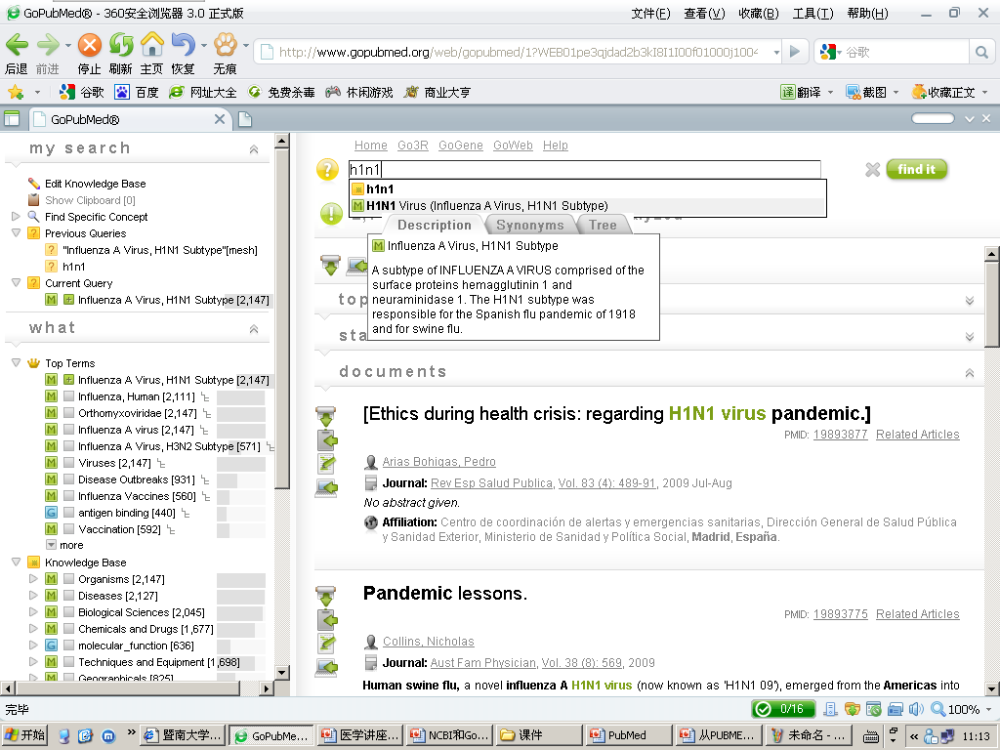 GoPubMed® - 360安全浏览器 3.0 正式版
文件(F) 查看(V) 收藏(B) 工具(T) 帮助(H)
http://www.gopubmed.org/web/gopubmed/1?WEB01pe3qjdad2b3kI8I1I00f01000j1004
谷歌
后退 前进 停止 刷新 主页 恢复 无痕
谷歌 百度 网址大全 免费杀毒 休闲游戏 商业大亨 翻译 截图 收藏正文
GoPubMed®
my search
Edit Knowledge Base
Show Clipboard [0]
Find Specific Concept
Previous Queries
"Influenza A Virus, H1N1 Subtype"[mesh]
h1n1
Current Query
Influenza A Virus, H1N1 Subtype [2,147]
what
Top Terms
Influenza A Virus, H1N1 Subtype [2,147]
Influenza, Human [2,111]
Orthomyxoviridae [2,147]
Influenza A virus [2,147]
Influenza A Virus, H3N2 Subtype [571]
Viruses [2,147]
Disease Outbreaks [931]
Influenza Vaccines [560]
antigen binding [440]
Vaccination [592]
more
Knowledge Base
Organisms [2,147]
Diseases [2,127]
Biological Sciences [2,045]
Chemicals and Drugs [1,677]
molecular_function [636]
Techniques and Equipment [1,698]
Geographicals [825]
Home Go3R GoGene GoWeb Help
h1n1
find it
h1n1
H1N1 Virus (Influenza A Virus, H1N1 Subtype)
Description Synonyms Tree
Influenza A Virus, H1N1 Subtype
A subtype of INFLUENZA A VIRUS comprised of the
surface proteins hemagglutinin 1 and
neuraminidase 1. The H1N1 subtype was
responsible for the Spanish flu pandemic of 1918
and for swine flu.
top
sta
documents
[Ethics during health crisis: regarding H1N1 virus pandemic.]
PMID: 19893877 Related Articles
Arias Bohigas, Pedro
Journal: Rev Esp Salud Publica, Vol. 83 (4): 489-91, 2009 Jul-Aug
No abstract given.
Affiliation: Centro de coordinación de alertas y emergencias sanitarias, Dirección General de Salud Pública
y Sanidad Exterior, Ministerio de Sanidad y Política Social, Madrid, España.
Pandemic lessons.
PMID: 19893775 Related Articles
Collins, Nicholas
Journal: Aust Fam Physician, Vol. 38 (8): 569, 2009
Human swine flu, a novel influenza A H1N1 virus (now known as 'H1N1 09'), emerged from the Americas into
完毕
0/16
100%
开始
暨南大学...
GoPubMe...
医学讲座...
NCBI和Go...
课件
PubMed
从PUBME...
未命名 - ...
11:13